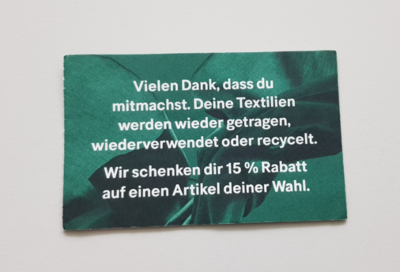 Vielen Dank, dass du
mitmachst. Deine Textilien
werden wieder getragen,
wiederverwendet oder recycelt.
Wir schenken dir 15 % Rabatt
auf einen Artikel deiner Wahl.